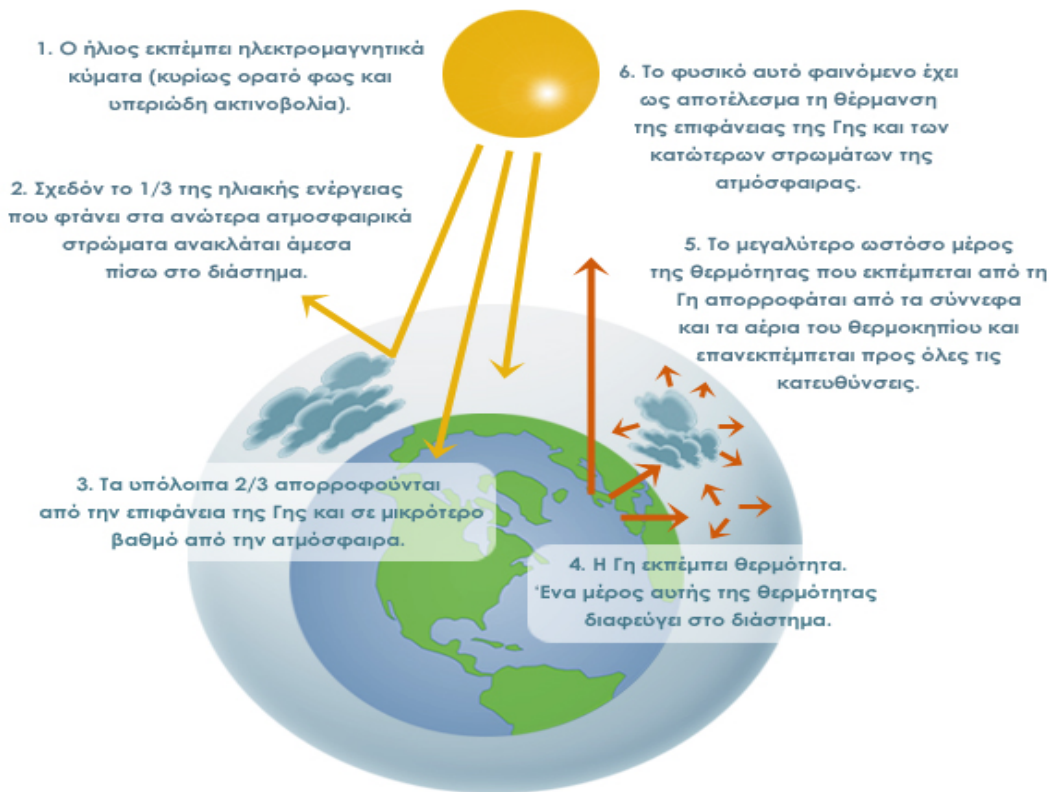 1. Ο ήλιος εκπέμπει ηλεκτρομαγνητικά
κύματα (κυρίως ορατό φως και
υπεριώδη ακτινοβολία).
2. Σχεδόν το 1/3 της ηλιακής ενέργειας
που φτάνει στα ανώτερα ατμοσφαιρικά
στρώματα ανακλάται άμεσα
πίσω στο διάστημα.
3. Τα υπόλοιπα 2/3 απορροφούνται
από την επιφάνεια της Γης και σε μικρότερο
βαθμό από την ατμόσφαιρα.
4. Η Γη εκπέμπει θερμότητα.
Ένα μέρος αυτής της θερμότητας
διαφεύγει στο διάστημα.
5. Το μεγαλύτερο ωστόσο μέρος
της θερμότητας που εκπέμπεται από τη
Γη απορροφάται από τα σύννεφα
και τα αέρια του θερμοκηπίου και
επανεκπέμπεται προς όλες τις
κατευθύνσεις.
6. Το φυσικό αυτό φαινόμενο έχει
ως αποτέλεσμα τη θέρμανση
της επιφάνειας της Γης και των
κατώτερων στρωμάτων της
ατμόσφαιρας.